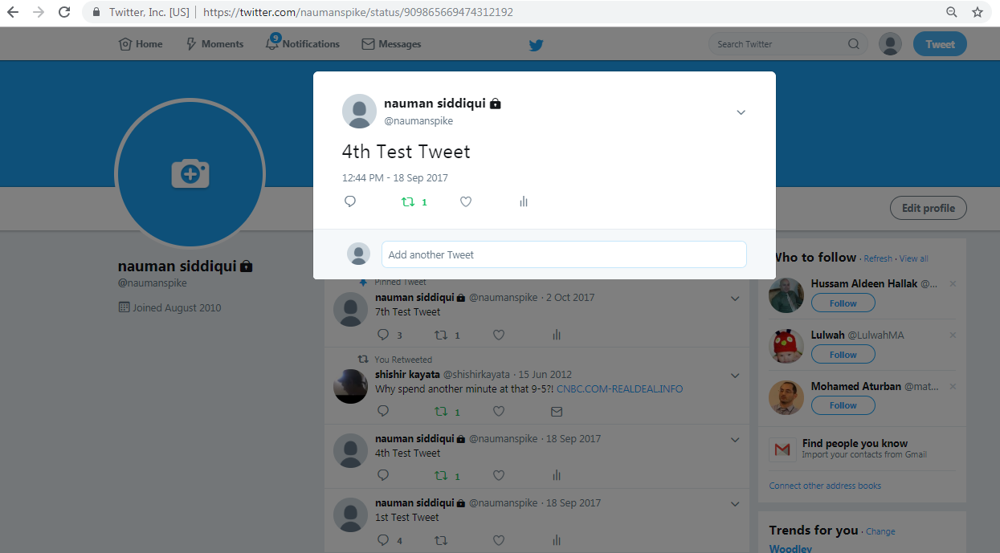 Twitter, Inc. [US] | https://twitter.com/naumanspike/status/909865669474312192
Home Moments 9 Notifications Messages Search Twitter Tweet
nauman siddiqui
@naumanspike
4th Test Tweet
12:44 PM - 18 Sep 2017
1
Add another Tweet
Edit profile
nauman siddiqui
@naumanspike
Joined August 2010
Pinned Tweet
nauman siddiqui @naumanspike · 2 Oct 2017
7th Test Tweet
3 1
You Retweeted
shishir kayata @shishirkayata · 15 Jun 2012
Why spend another minute at that 9-5?! CNBC.COM-REALDEAL.INFO
1
nauman siddiqui @naumanspike · 18 Sep 2017
4th Test Tweet
1
nauman siddiqui @naumanspike · 18 Sep 2017
1st Test Tweet
4
Who to follow · Refresh · View all
Hussam Aldeen Hallak @...
Follow
Lulwah @LulwahMA
Follow
Mohamed Aturban @mat...
Follow
Find people you know
Import your contacts from Gmail
Connect other address books
Trends for you · Change
Woodley